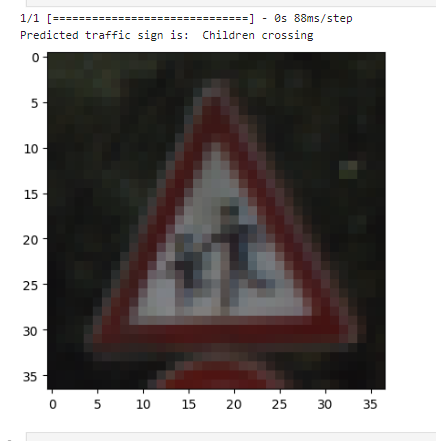 1/1 [==============================] - 0s 88ms/step
Predicted traffic sign is:  Children crossing
0
5
10
15
20
25
30
35
0 5 10 15 20 25 30 35